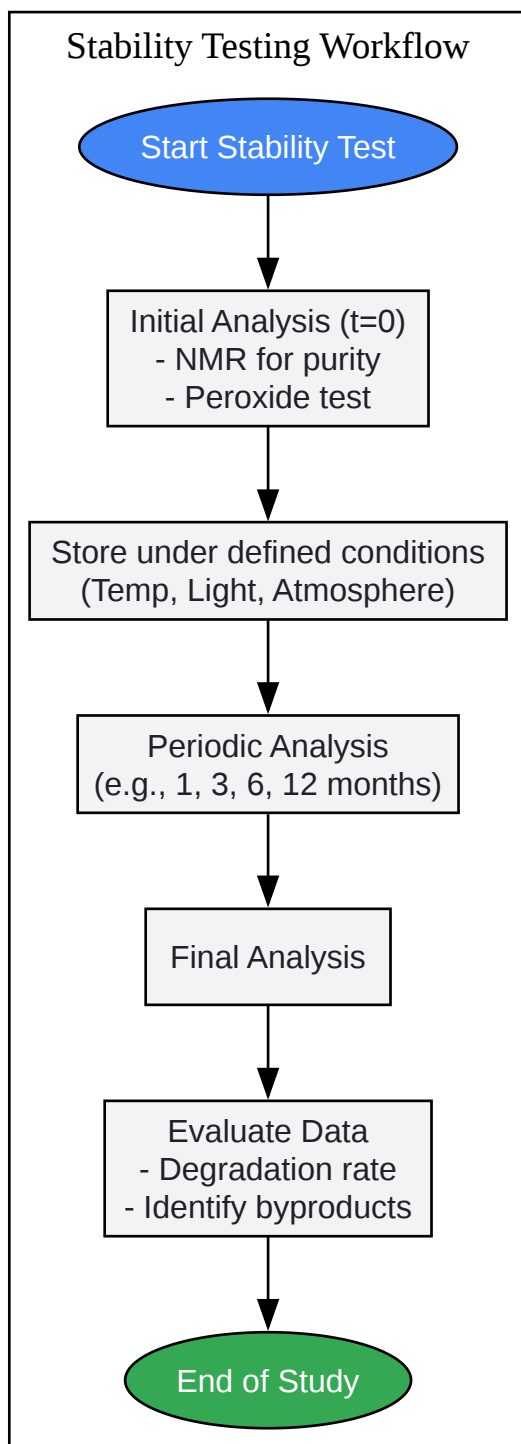 Stability Testing Workflow
Start Stability Test
Initial Analysis (t=0)
- NMR for purity
- Peroxide test
Store under defined conditions
(Temp, Light, Atmosphere)
Periodic Analysis
(e.g., 1, 3, 6, 12 months)
Final Analysis
Evaluate Data
- Degradation rate
- Identify byproducts
End of Study